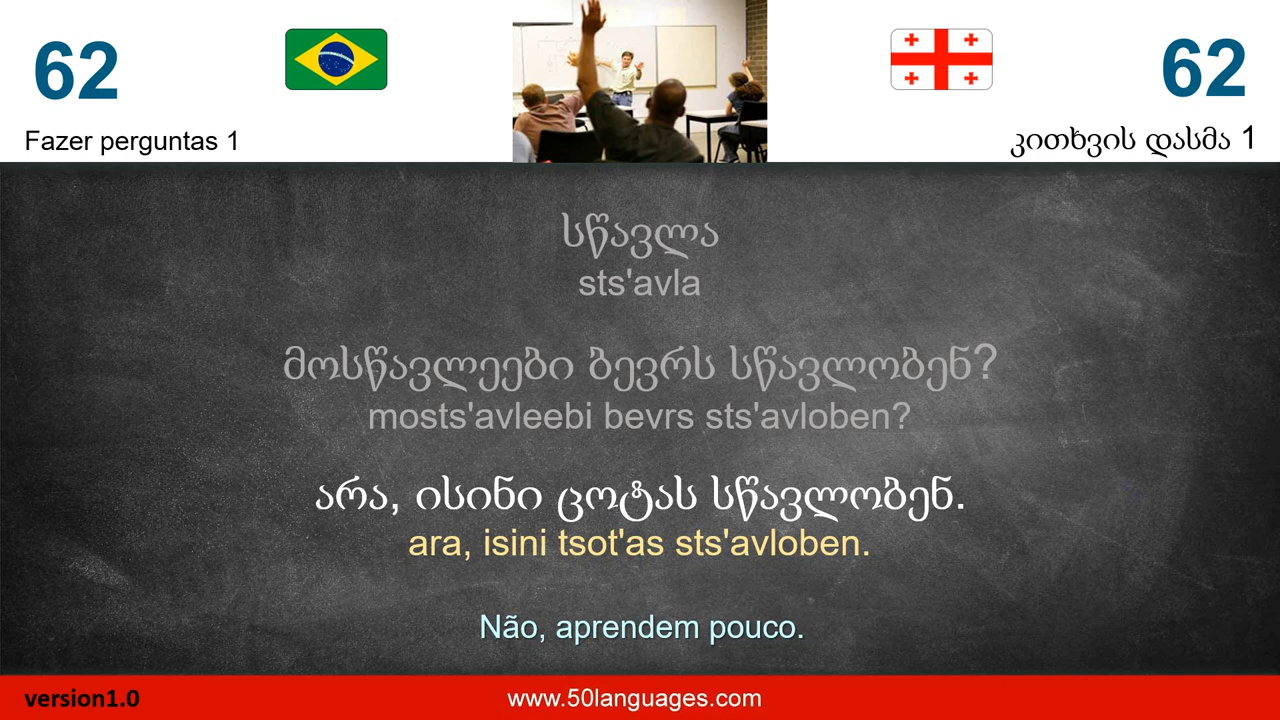 62
62
Fazer perguntas 1
კითხვის დასმა 1
სწავლა
sts'avla
მოსწავლეები ბევრს სწავლობენ?
mosts'avleebi bevrs sts'avloben?
არა, ისინი ცოტას სწავლობენ.
ara, isini tsot'as sts'avloben.
Não, aprendem pouco.
version1.0
www.50languages.com